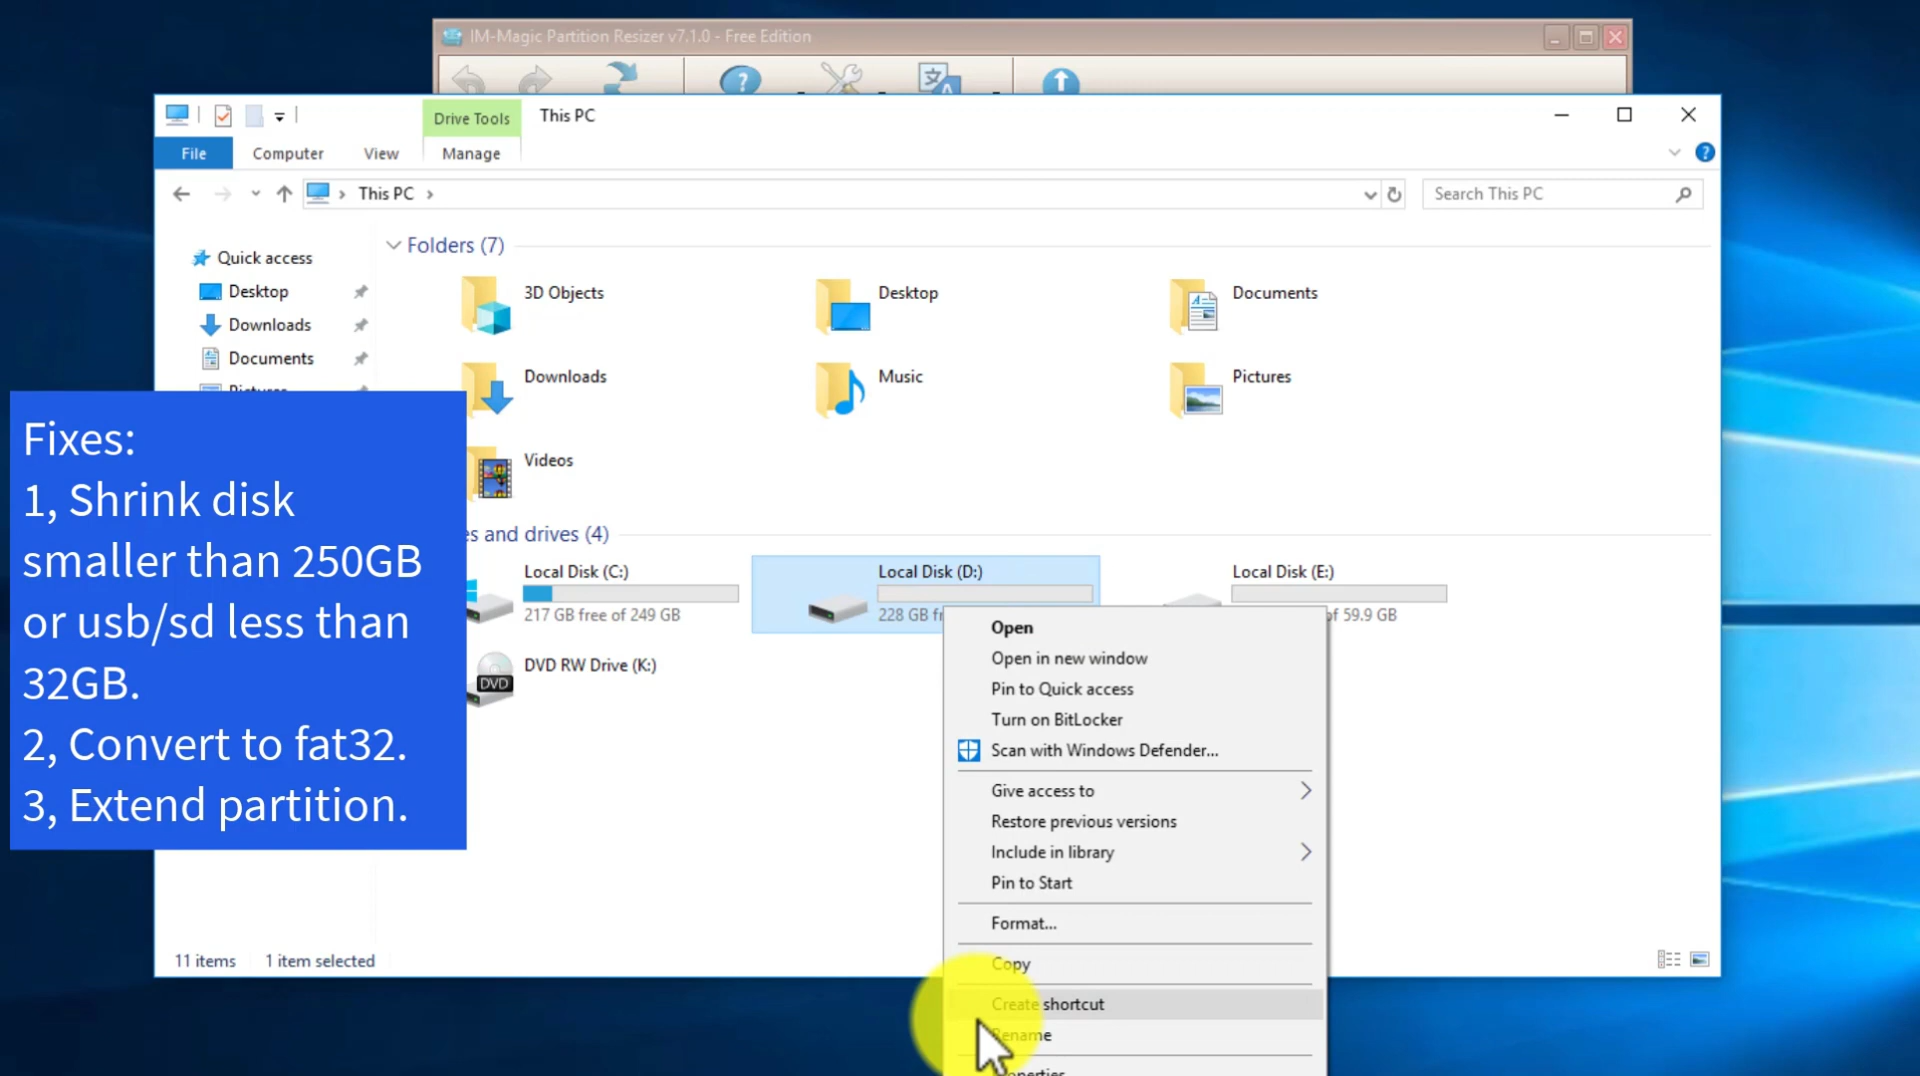 IM-Magic Partition Resizer v7.1.0 - Free Edition
Drive Tools
This PC
File
Computer
View
Manage
This PC
Search This PC
Quick access
Desktop
Downloads
Documents
Folders (7)
3D Objects
Desktop
Documents
Downloads
Music
Pictures
Videos
Fixes:
1, Shrink disk
smaller than 250GB
or usb/sd less than
32GB.
2, Convert to fat32.
3, Extend partition.
and drives (4)
Local Disk (C:)
217 GB free of 249 GB
Local Disk (D:)
228 GB
Local Disk (E:)
of 59.9 GB
DVD RW Drive (K:)
DVD
Open
Open in new window
Pin to Quick access
Turn on BitLocker
Scan with Windows Defender...
Give access to
Restore previous versions
Include in library
Pin to Start
Format...
Copy
Create shortcut
Rename
11 items
1 item selected